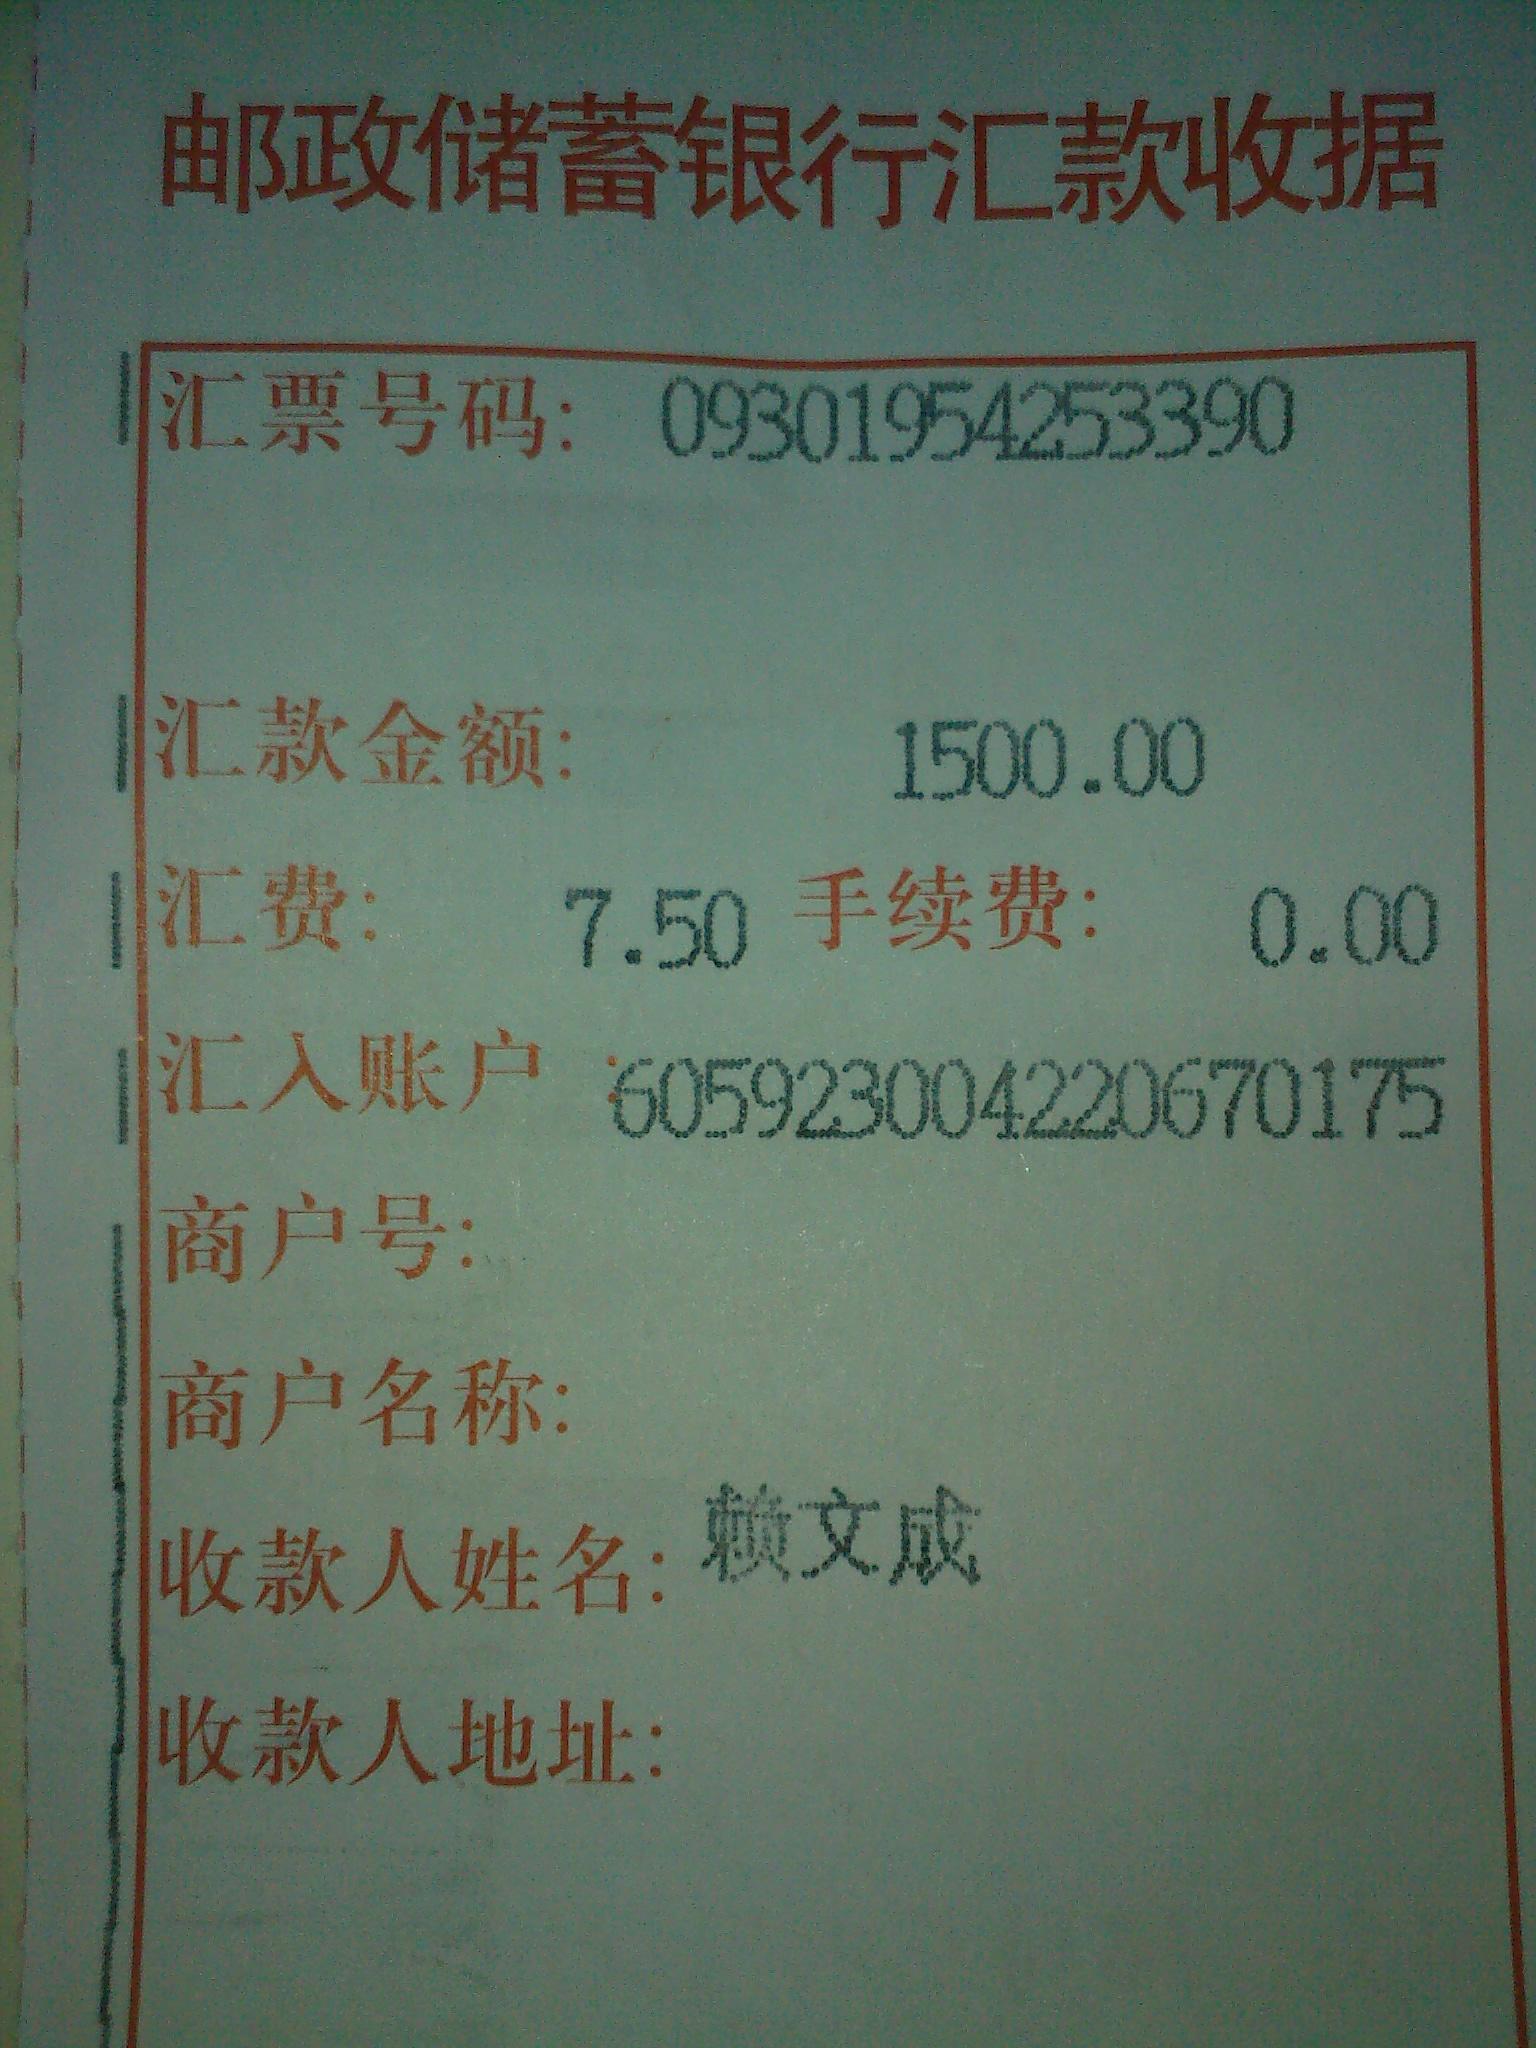 邮政储蓄银行汇款收据
汇票号码: 09301954253390
汇款金额: 1500.00
汇费: 7.50 手续费: 0.00
汇入账户 :605923004220670175
商户号:
商户名称:
收款人姓名: 赖文成
收款人地址: